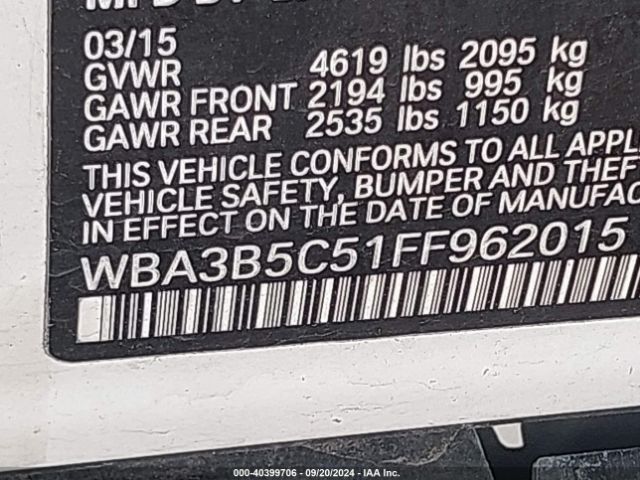 03/15
GVWR 4619 lbs 2095 kg
GAWR FRONT 2194 lbs 995 kg
GAWR REAR 2535 lbs 1150 kg
THIS VEHICLE CONFORMS TO ALL APPL
VEHICLE SAFETY, BUMPER AND THEF
IN EFFECT ON THE DATE OF MANUFAC
WBA3B5C51FF962015
000-40399706 - 09/20/2024 - IAA Inc.